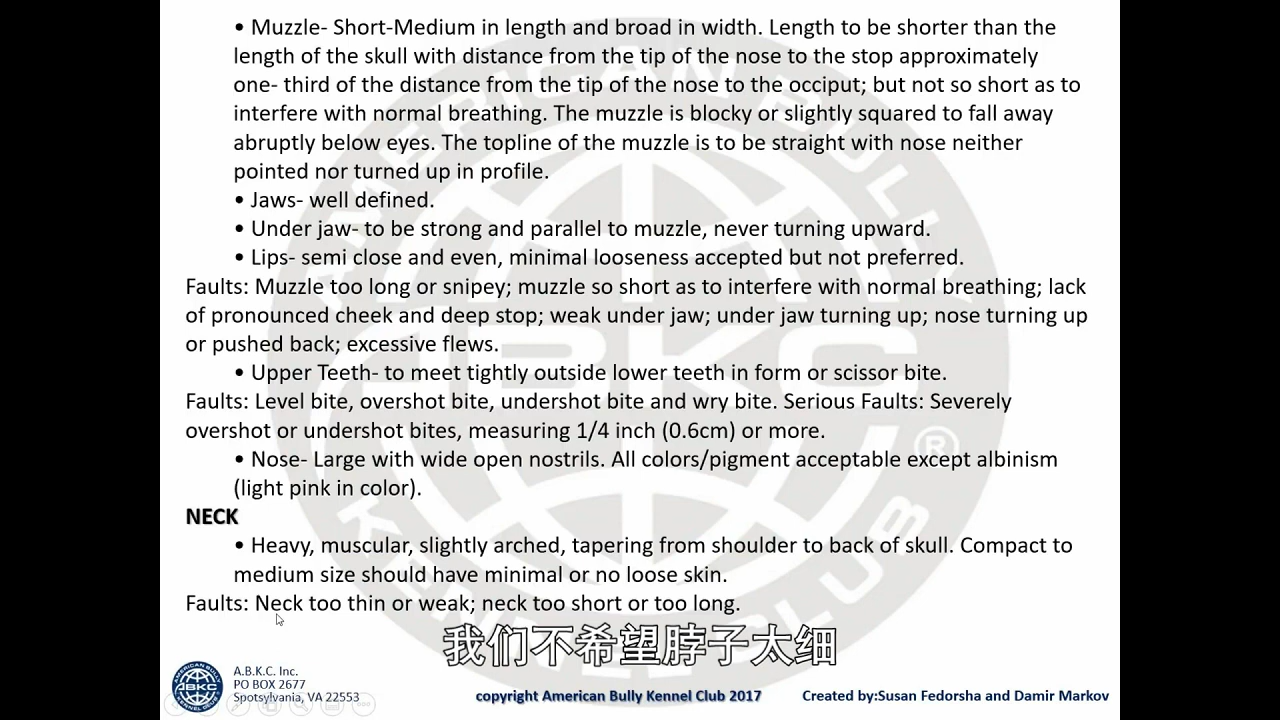 • Muzzle- Short-Medium in length and broad in width. Length to be shorter than the
length of the skull with distance from the tip of the nose to the stop approximately
one- third of the distance from the tip of the nose to the occiput; but not so short as to
interfere with normal breathing. The muzzle is blocky or slightly squared to fall away
abruptly below eyes. The topline of the muzzle is to be straight with nose neither
pointed nor turned up in profile.
• Jaws- well defined.
• Under jaw- to be strong and parallel to muzzle, never turning upward.
• Lips- semi close and even, minimal looseness accepted but not preferred.
Faults: Muzzle too long or snipey; muzzle so short as to interfere with normal breathing; lack
of pronounced cheek and deep stop; weak under jaw; under jaw turning up; nose turning up
or pushed back; excessive flews.
• Upper Teeth- to meet tightly outside lower teeth in form or scissor bite.
Faults: Level bite, overshot bite, undershot bite and wry bite. Serious Faults: Severely
overshot or undershot bites, measuring 1/4 inch (0.6cm) or more.
• Nose- Large with wide open nostrils. All colors/pigment acceptable except albinism
(light pink in color).
NECK
• Heavy, muscular, slightly arched, tapering from shoulder to back of skull. Compact to
medium size should have minimal or no loose skin.
Faults: Neck too thin or weak; neck too short or too long.
我们不希望脖子太细
A.B.K.C. Inc.
PO BOX 2677
Spotsylvania, VA 22553
copyright American Bully Kennel Club 2017
Created by:Susan Fedorsha and Damir Markov
AMERICAN BULLY
ABKC
®
KENNEL CLUB